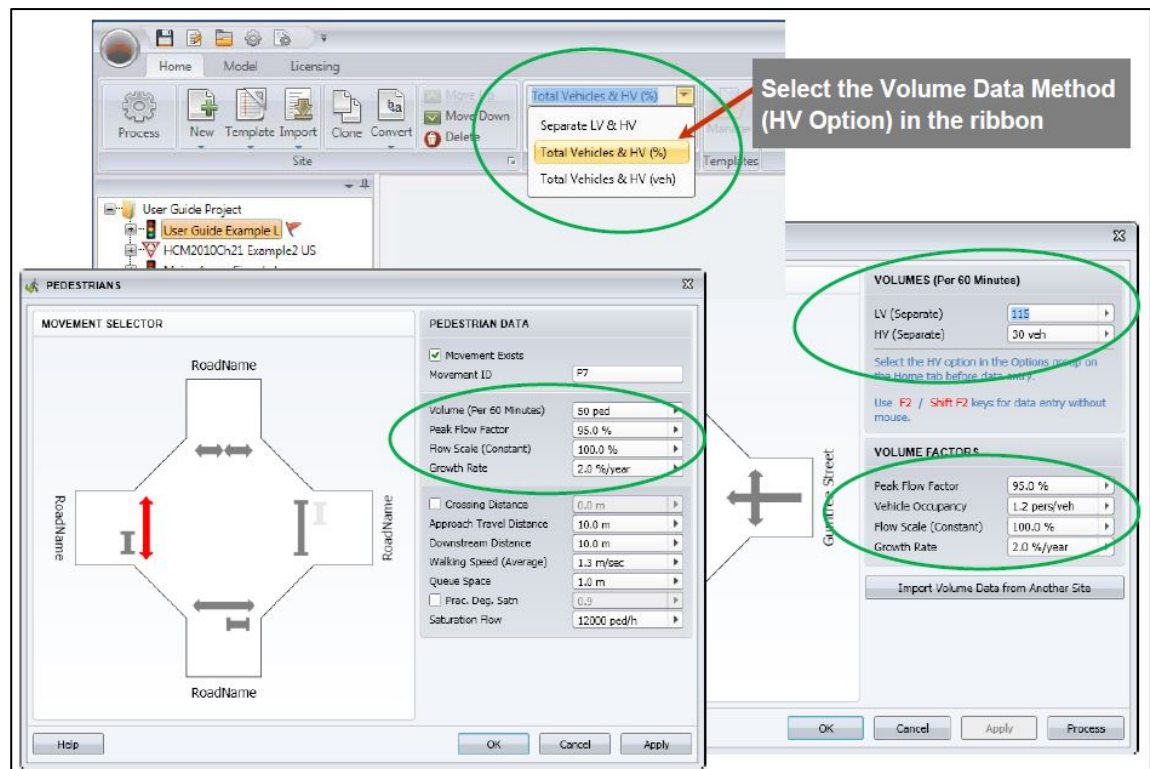 Home Model Licensing
Process New Template Import Clone Convert
Move Up
Move Down
Delete
Site
Total Vehicles & HV (%)
Separate LV & HV
Total Vehicles & HV (%)
Total Vehicles & HV (veh)
Manage
Templates
Select the Volume Data Method
(HV Option) in the ribbon
User Guide Project
User Guide Example L
HCM2010Ch21 Example2 US
PEDESTRIANS
MOVEMENT SELECTOR
RoadName
RoadName
RoadName
RoadName
PEDESTRIAN DATA
Movement Exists
Movement ID P7
Volume (Per 60 Minutes) 50 ped
Peak Flow Factor 95.0 %
Flow Scale (Constant) 100.0 %
Growth Rate 2.0 %/year
Crossing Distance 0.0 m
Approach Travel Distance 10.0 m
Downstream Distance 10.0 m
Walking Speed (Average) 1.3 m/sec
Queue Space 1.0 m
Prac. Deg. Satn 0.9
Saturation Flow 12000 ped/h
Help OK Cancel Apply
Street
VOLUMES (Per 60 Minutes)
LV (Separate) 115
HV (Separate) 30 veh
Select the HV option in the Options group on
the Home tab before data entry.
Use F2 / Shift F2 keys for data entry without
mouse.
VOLUME FACTORS
Peak Flow Factor 95.0 %
Vehicle Occupancy 1.2 pers/veh
Flow Scale (Constant) 100.0 %
Growth Rate 2.0 %/year
Import Volume Data from Another Site
OK Cancel Apply Process